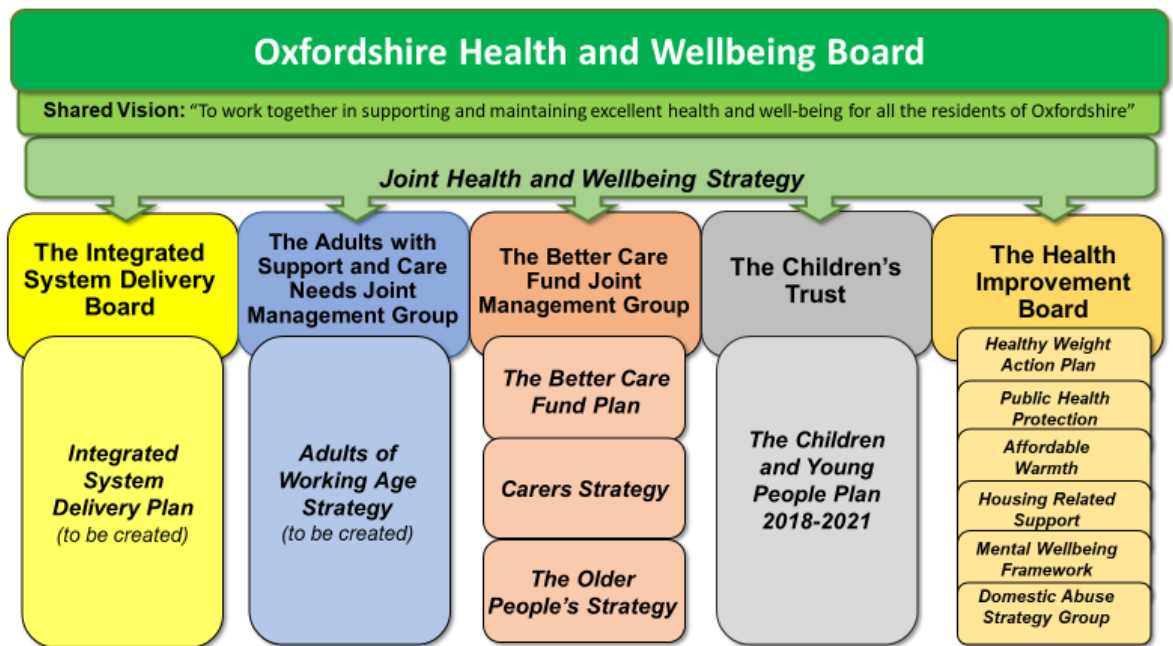 Oxfordshire Health and Wellbeing Board
Shared Vision: “To work together in supporting and maintaining excellent health and well-being for all the residents of Oxfordshire”
Joint Health and Wellbeing Strategy
The Integrated
System Delivery
Board
Integrated
System
Delivery Plan
(to be created)
The Adults with
Support and Care
Needs Joint
Management Group
Adults of
Working Age
Strategy
(to be created)
The Better Care
Fund Joint
Management Group
The Better Care
Fund Plan
Carers Strategy
The Older
People’s Strategy
The Children’s
Trust
The Children
and Young
People Plan
2018-2021
The Health
Improvement
Board
Healthy Weight
Action Plan
Public Health
Protection
Affordable
Warmth
Housing Related
Support
Mental Wellbeing
Framework
Domestic Abuse
Strategy Group